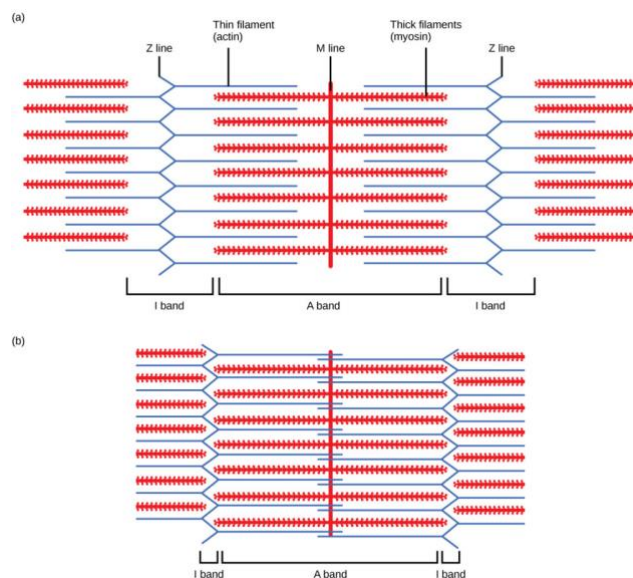 (a)
Thin filament
(actin)
Thick filaments
(myosin)
Z line
M line
Z line
I band
A band
I band
(b)
I band
A band
I band